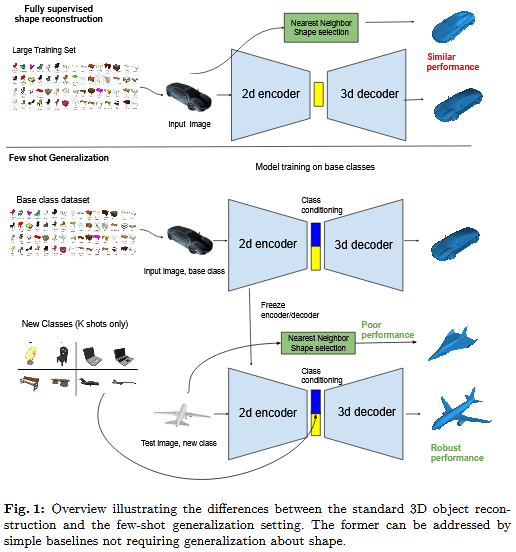 Fully supervised
shape reconstruction
Large Training Set
Input Image
Nearest Neighbor
Shape selection
2d encoder
3d decoder
Similar
performance
Few shot Generalization
Model training on base classes
Base class dataset
Input Image, base class
Class
conditioning
2d encoder
3d decoder
Freeze
encoder/decoder
New Classes (K shots only)
Nearest Neighbor
Shape selection
Poor
performance
Class
conditioning
Test Image, new class
2d encoder
3d decoder
Robust
performance
Fig. 1: Overview illustrating the differences between the standard 3D object recon-
struction and the few-shot generalization setting. The former can be addressed by
simple baselines not requiring generalization about shape.